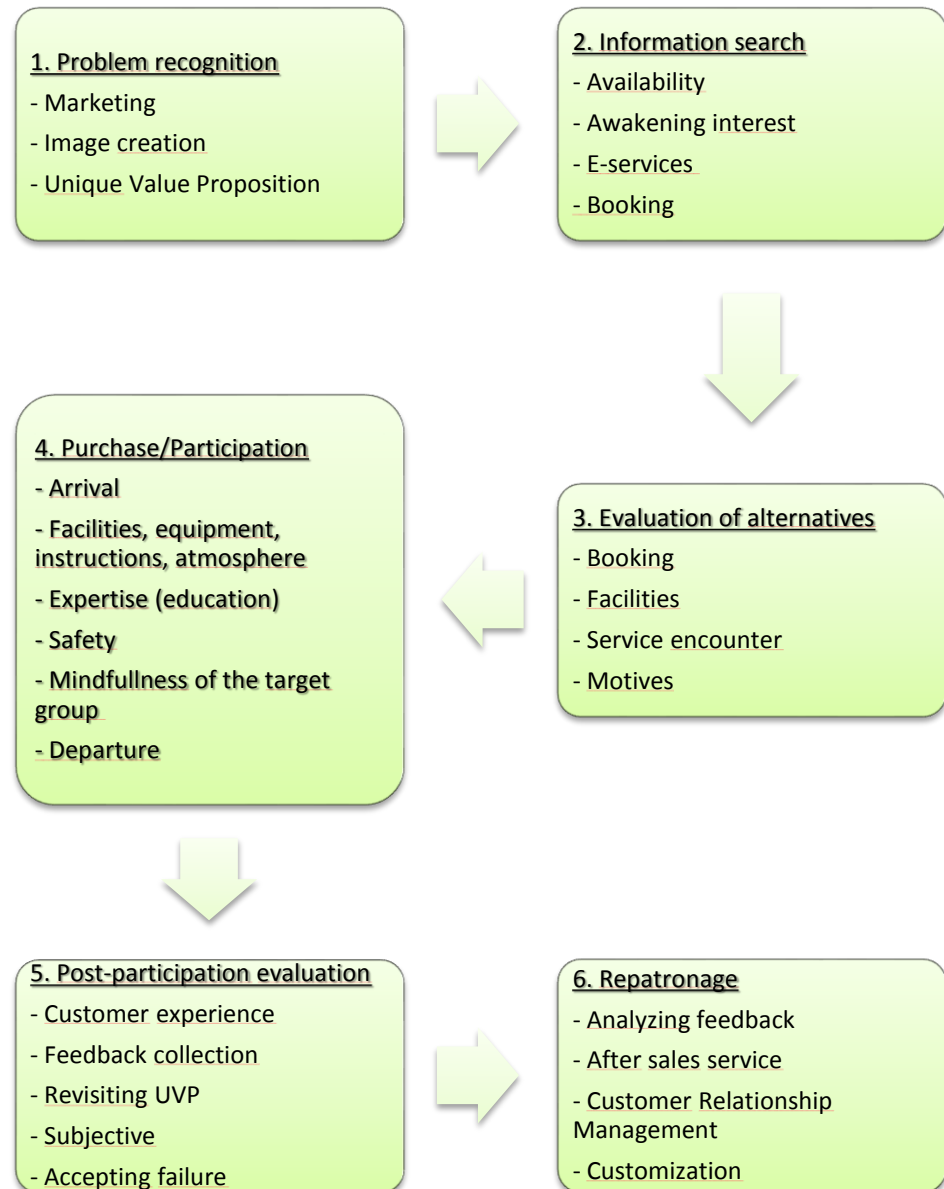 1. Problem recognition
- Marketing
- Image creation
- Unique Value Proposition
2. Information search
- Availability
- Awakening interest
- E-services
- Booking
3. Evaluation of alternatives
- Booking
- Facilities
- Service encounter
- Motives
4. Purchase/Participation
- Arrival
- Facilities, equipment,
instructions, atmosphere
- Expertise (education)
- Safety
- Mindfullness of the target
group
- Departure
5. Post-participation evaluation
- Customer experience
- Feedback collection
- Revisiting UVP
- Subjective
- Accepting failure
6. Repatronage
- Analyzing feedback
- After sales service
- Customer Relationship
Management
- Customization